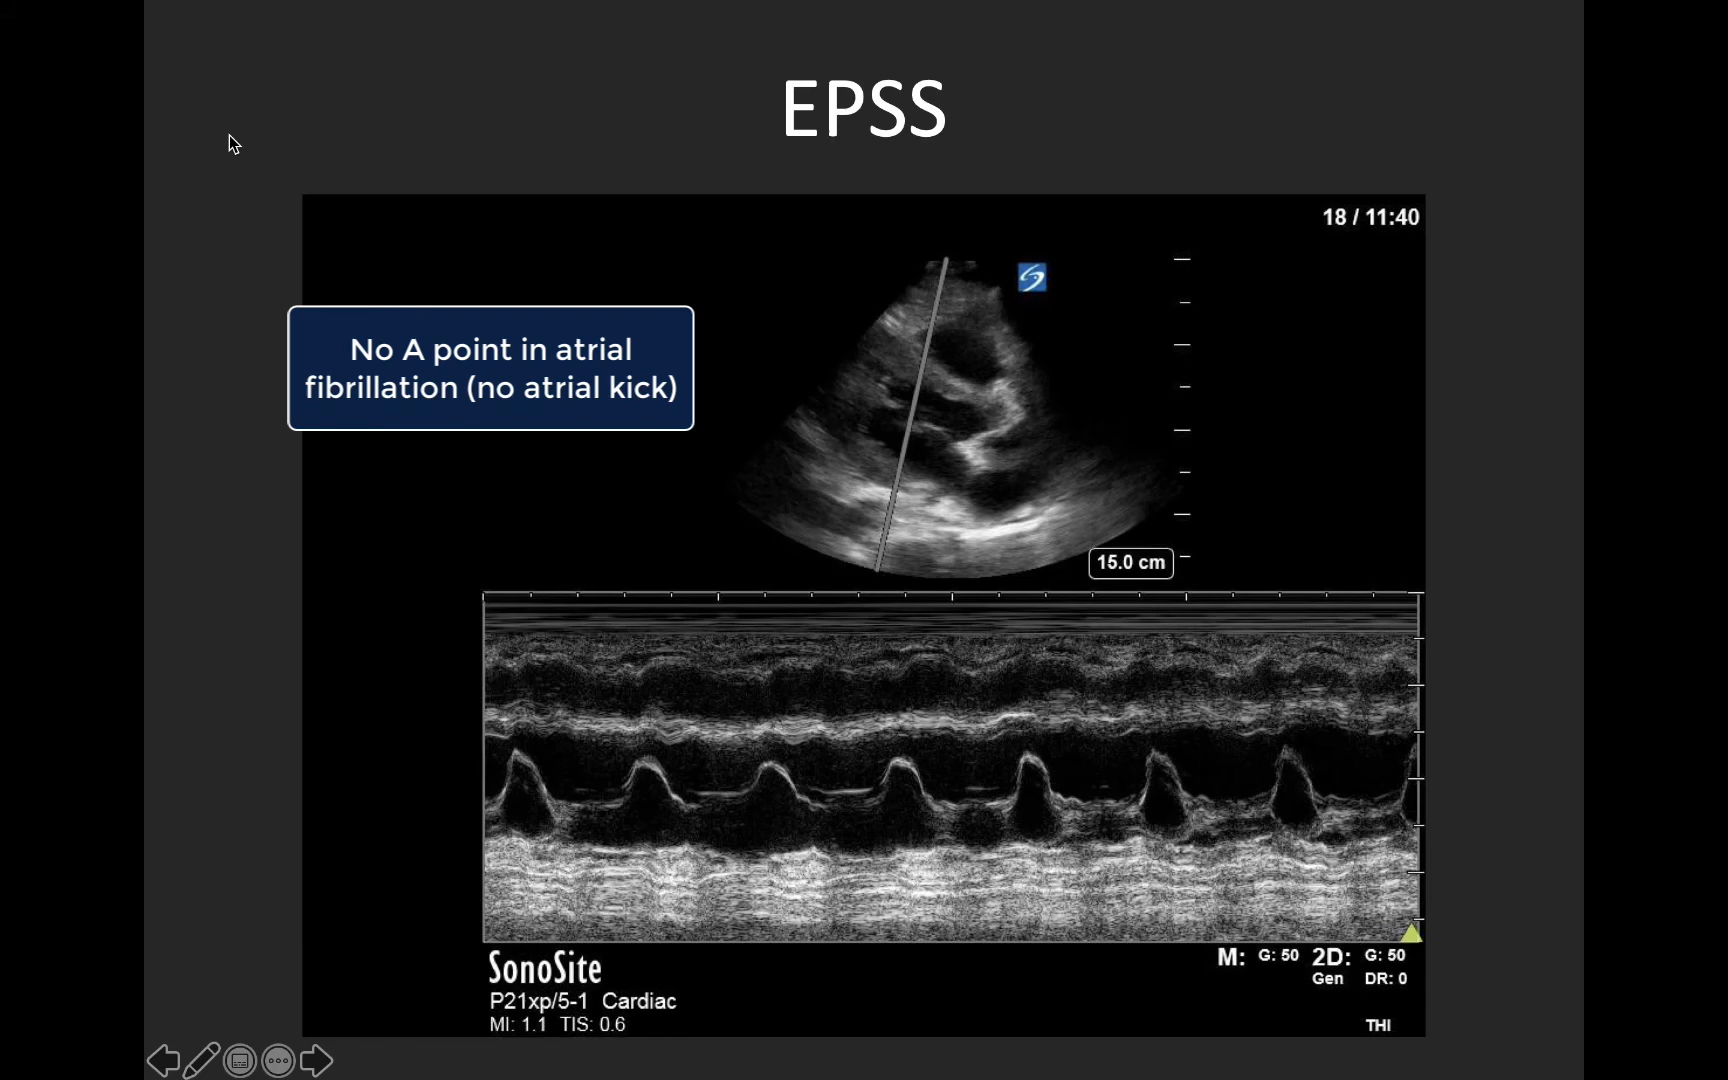 EPSS
18 / 11:40
No A point in atrial
fibrillation (no atrial kick)
15.0 cm
SonoSite
P21xp/5-1 Cardiac
MI: 1.1 TIS: 0.6
M: G: 50 2D: G: 50
Gen DR: 0
THI